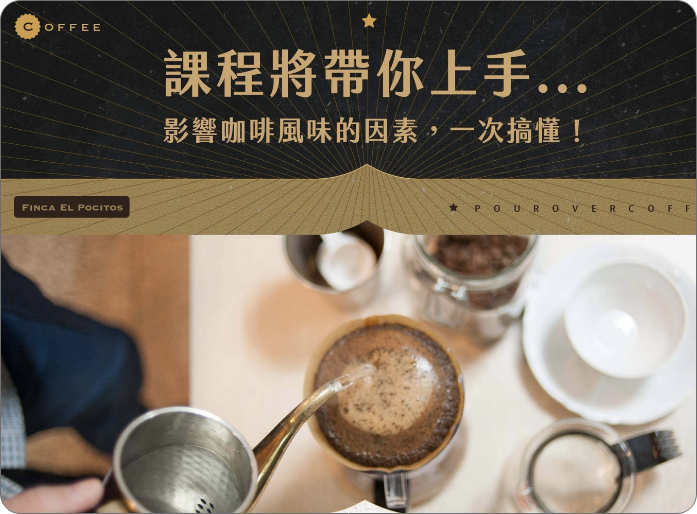 COFFEE
課程將帶你上手...
影響咖啡風味的因素，一次搞懂！
FINCA EL POCITOS
★ POUROVERCOFF